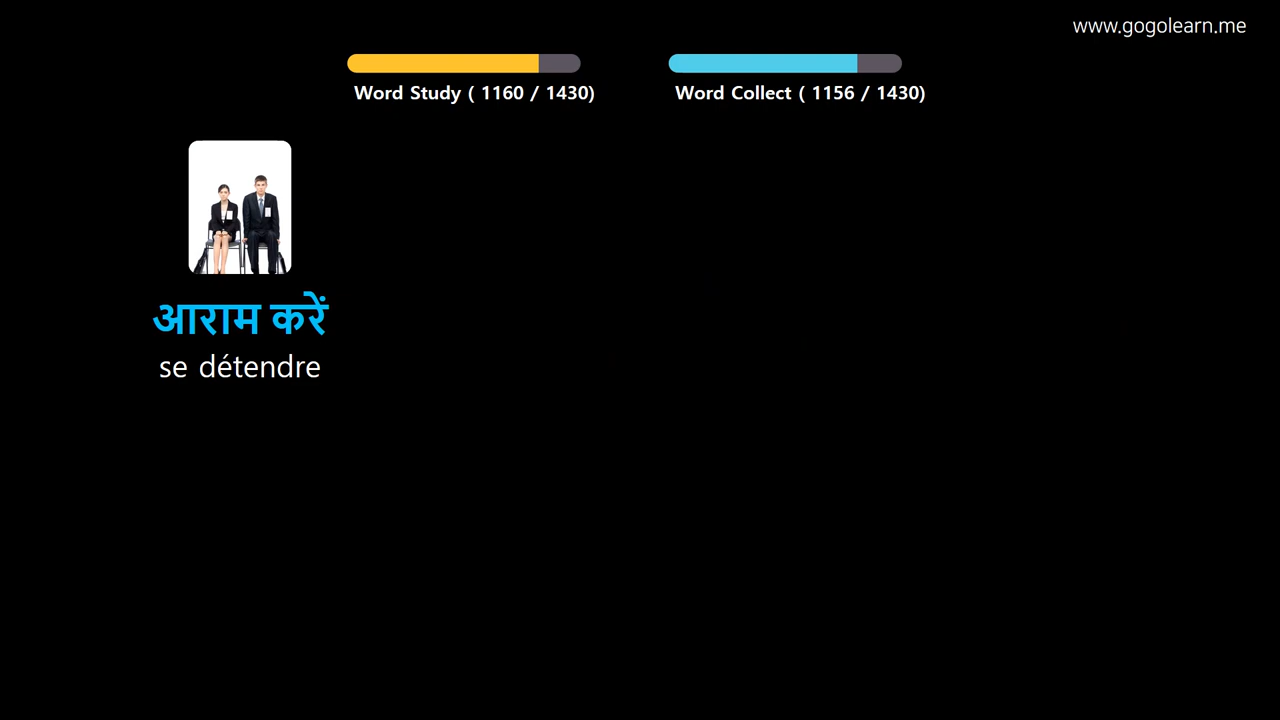 www.gogolearn.me
Word Study ( 1160 / 1430)
Word Collect ( 1156 / 1430)
आराम करें
se détendre